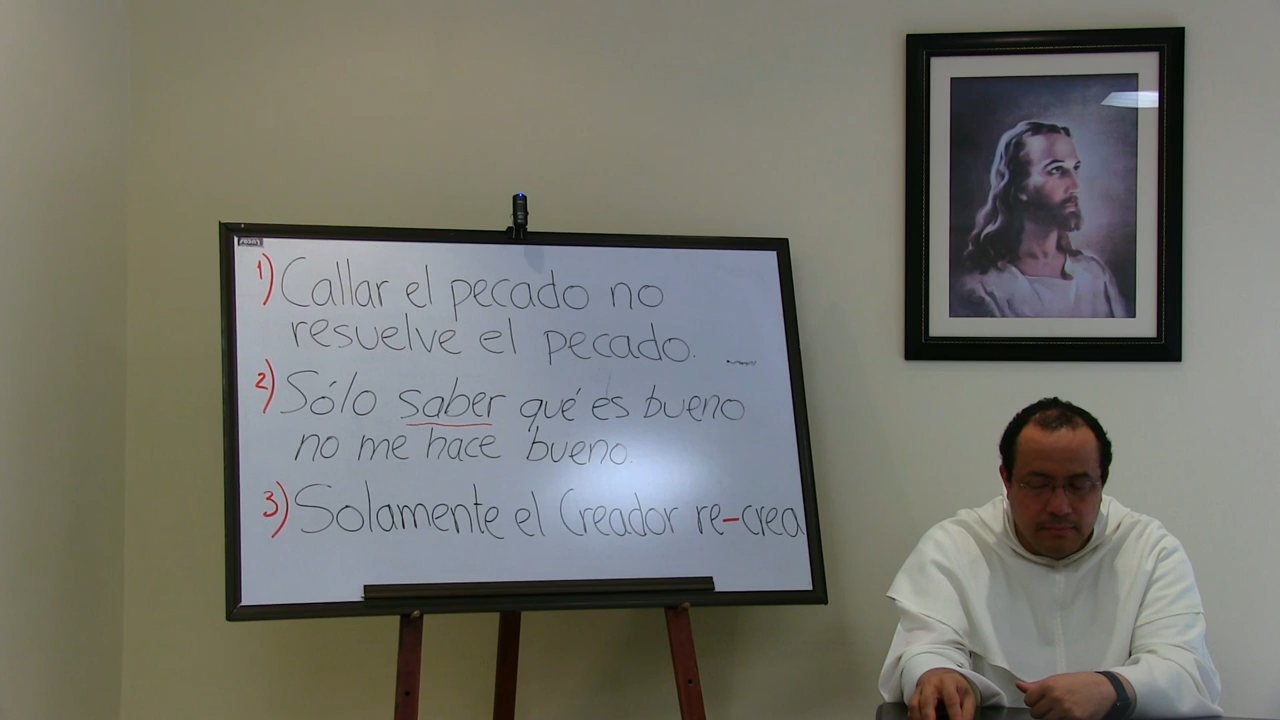 1) Callar el pecado no
resuelve el pecado.
2) Sólo saber qué es bueno
no me hace bueno.
3) Solamente el Creador re-crea